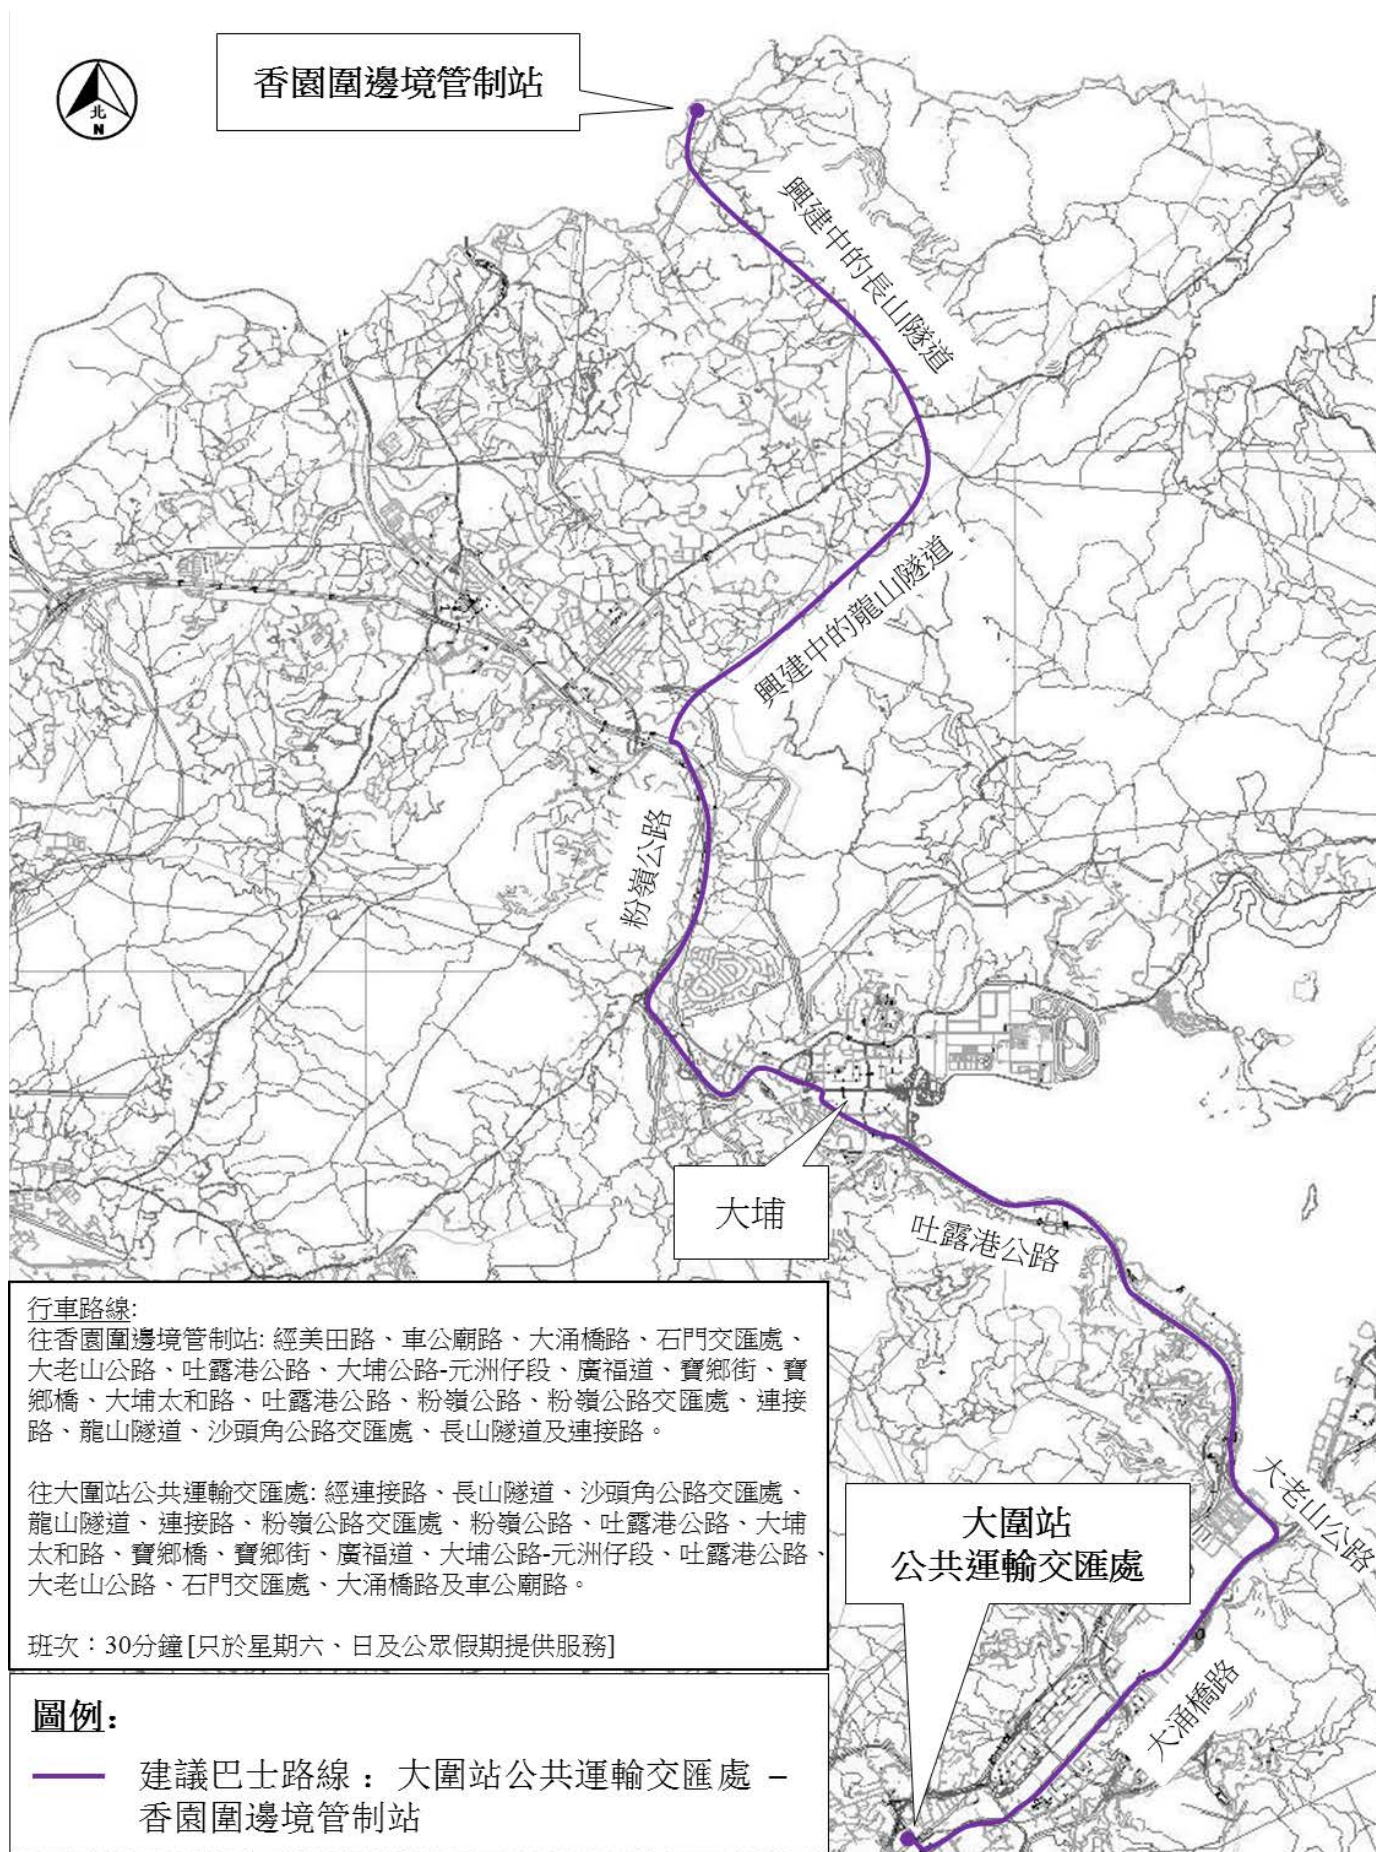 香園圍邊境管制站
北
N
興建中的長山隧道
興建中的龍山隧道
粉嶺公路
大埔
吐露港公路
行車路線:
往香園圍邊境管制站: 經美田路、車公廟路、大涌橋路、石門交匯處、
大老山公路、吐露港公路、大埔公路-元洲仔段、廣福道、寶鄉街、寶
鄉橋、大埔太和路、吐露港公路、粉嶺公路、粉嶺公路交匯處、連接
路、龍山隧道、沙頭角公路交匯處、長山隧道及連接路。
往大圍站公共運輸交匯處: 經連接路、長山隧道、沙頭角公路交匯處、
龍山隧道、連接路、粉嶺公路交匯處、粉嶺公路、吐露港公路、大埔
太和路、寶鄉橋、寶鄉街、廣福道、大埔公路-元洲仔段、吐露港公路、
大老山公路、石門交匯處、大涌橋路及車公廟路。
班次：30分鐘 [只於星期六、日及公眾假期提供服務]
大老山公路
大圍站
公共運輸交匯處
大涌橋路
圖例：
建議巴士路線： 大圍站公共運輸交匯處 –
香園圍邊境管制站